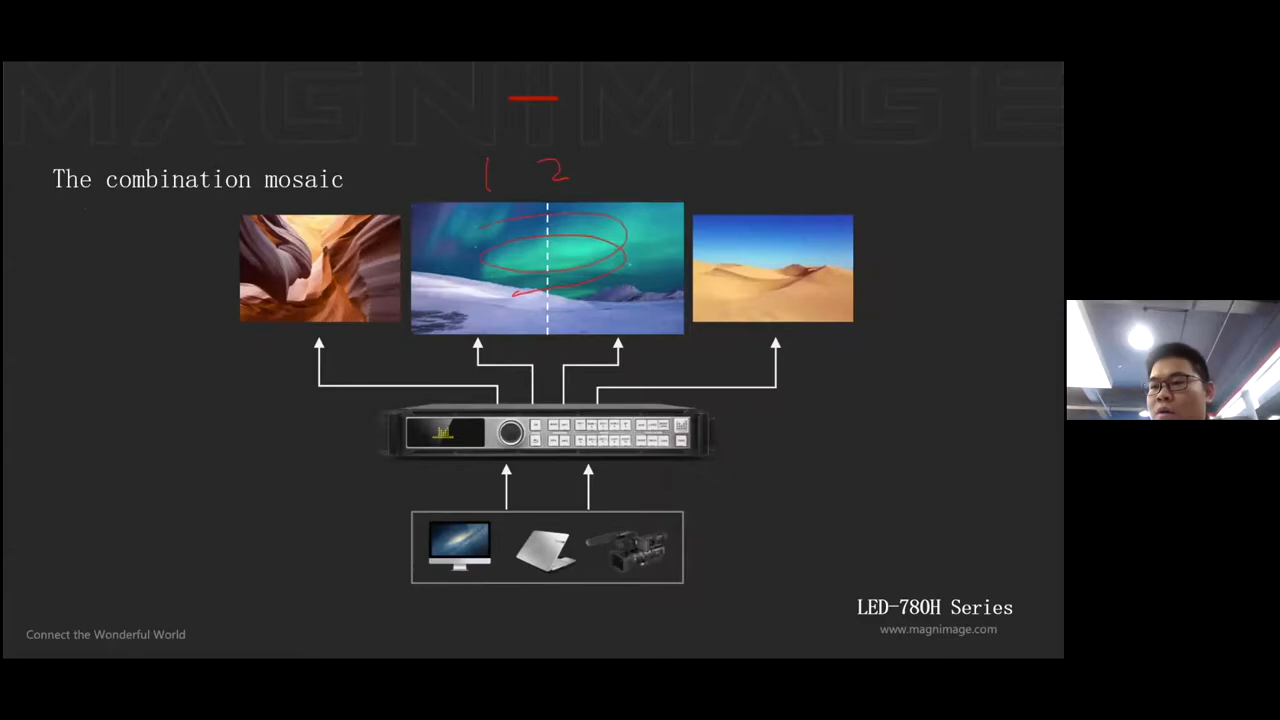 MAGNIMAGE
1 2
The combination mosaic
LED-780H Series
www.magnimage.com
Connect the Wonderful World